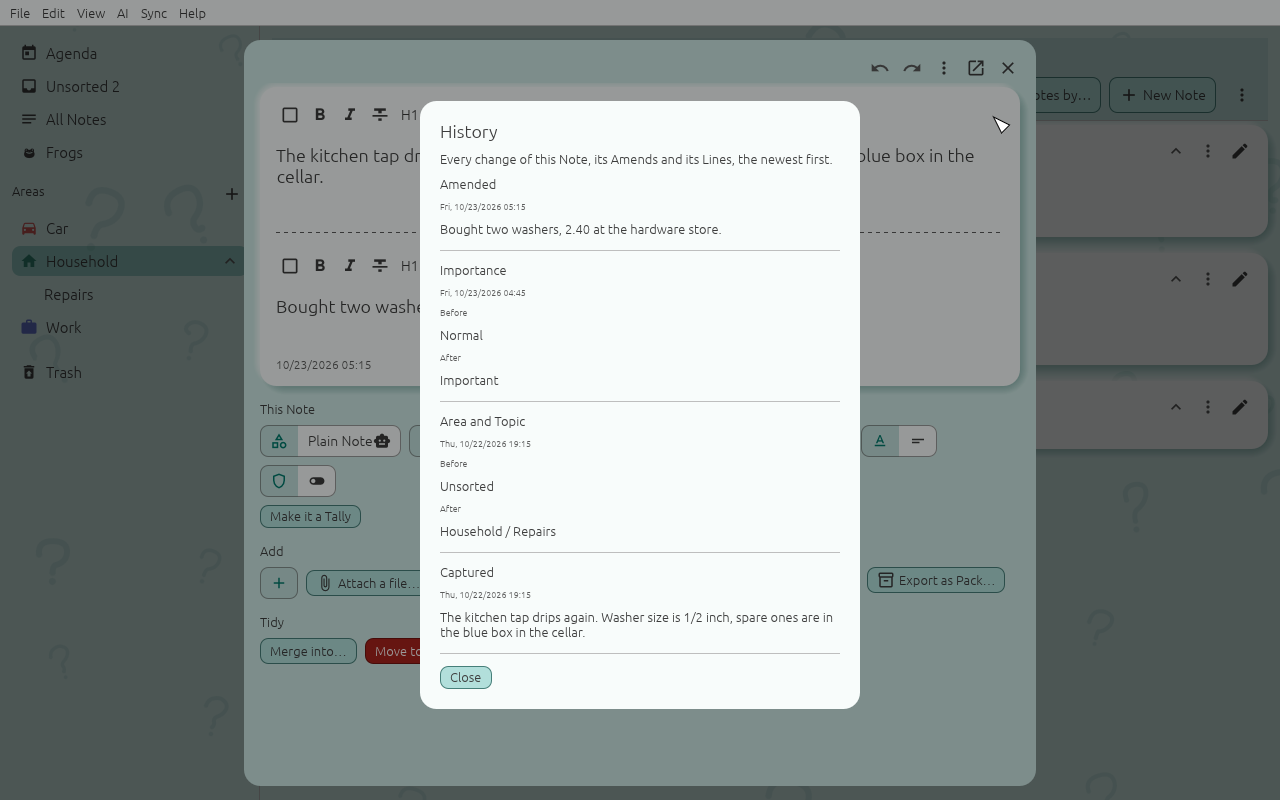 File Edit View AI Sync Help
Agenda
Unsorted 2
All Notes
Frogs
Areas
Car
Household
Repairs
Work
Trash
otes by...
New Note
B I H1
The kitchen tap dr
blue box in the
cellar.
B I H1
Bought two washe
10/23/2026 05:15
This Note
Plain Note
A
Make it a Tally
Add
Attach a file...
Export as Pack...
Tidy
Merge into...
Move to
History
Every change of this Note, its Amends and its Lines, the newest first.
Amended
Fri, 10/23/2026 05:15
Bought two washers, 2.40 at the hardware store.
Importance
Fri, 10/23/2026 04:45
Before
Normal
After
Important
Area and Topic
Thu, 10/22/2026 19:15
Before
Unsorted
After
Household / Repairs
Captured
Thu, 10/22/2026 19:15
The kitchen tap drips again. Washer size is 1/2 inch, spare ones are in
the blue box in the cellar.
Close